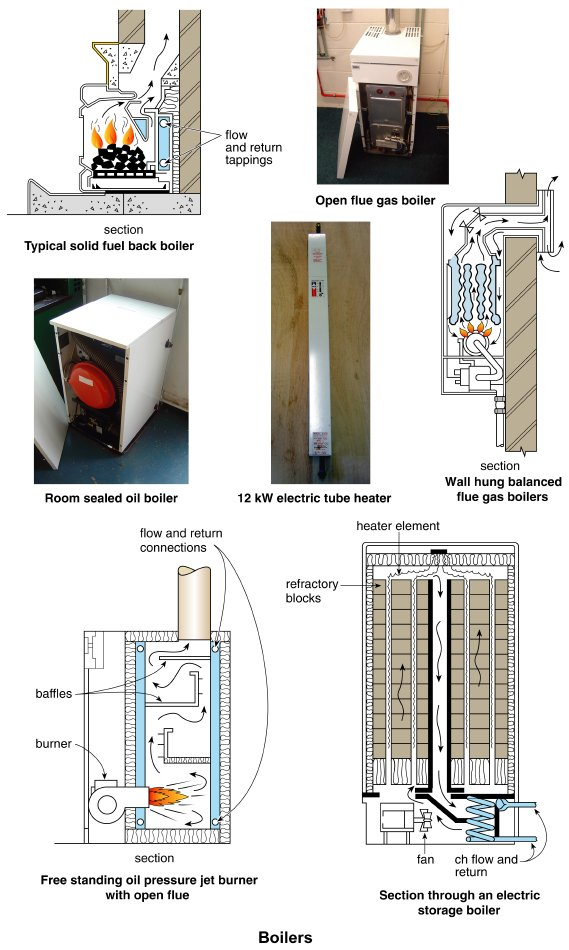 flow
and return
tappings
section
Typical solid fuel back boiler
Open flue gas boiler
Room sealed oil boiler
12 kW electric tube heater
section
Wall hung balanced
flue gas boilers
flow and return
connections
baffles
burner
section
Free standing oil pressure jet burner
with open flue
heater element
refractory
blocks
fan
ch flow and
return
Section through an electric
storage boiler
Boilers